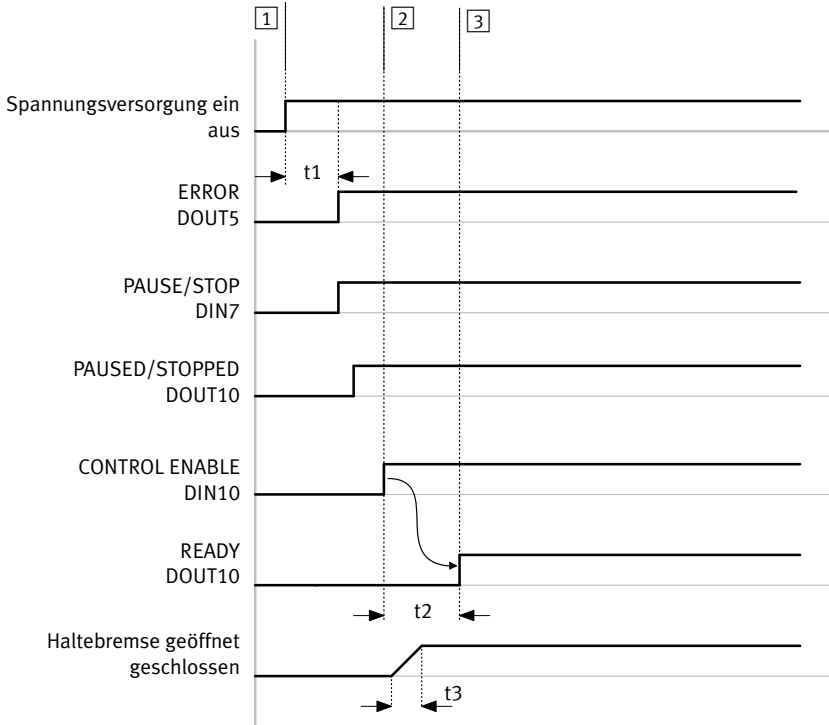 1
2
3
Spannungsversorgung ein
aus
t1
ERROR
DOUT5
PAUSE/STOP
DIN7
PAUSED/STOPPED
DOUT10
CONTROL ENABLE
DIN10
READY
DOUT10
t2
Haltebremse geöffnet
geschlossen
t3